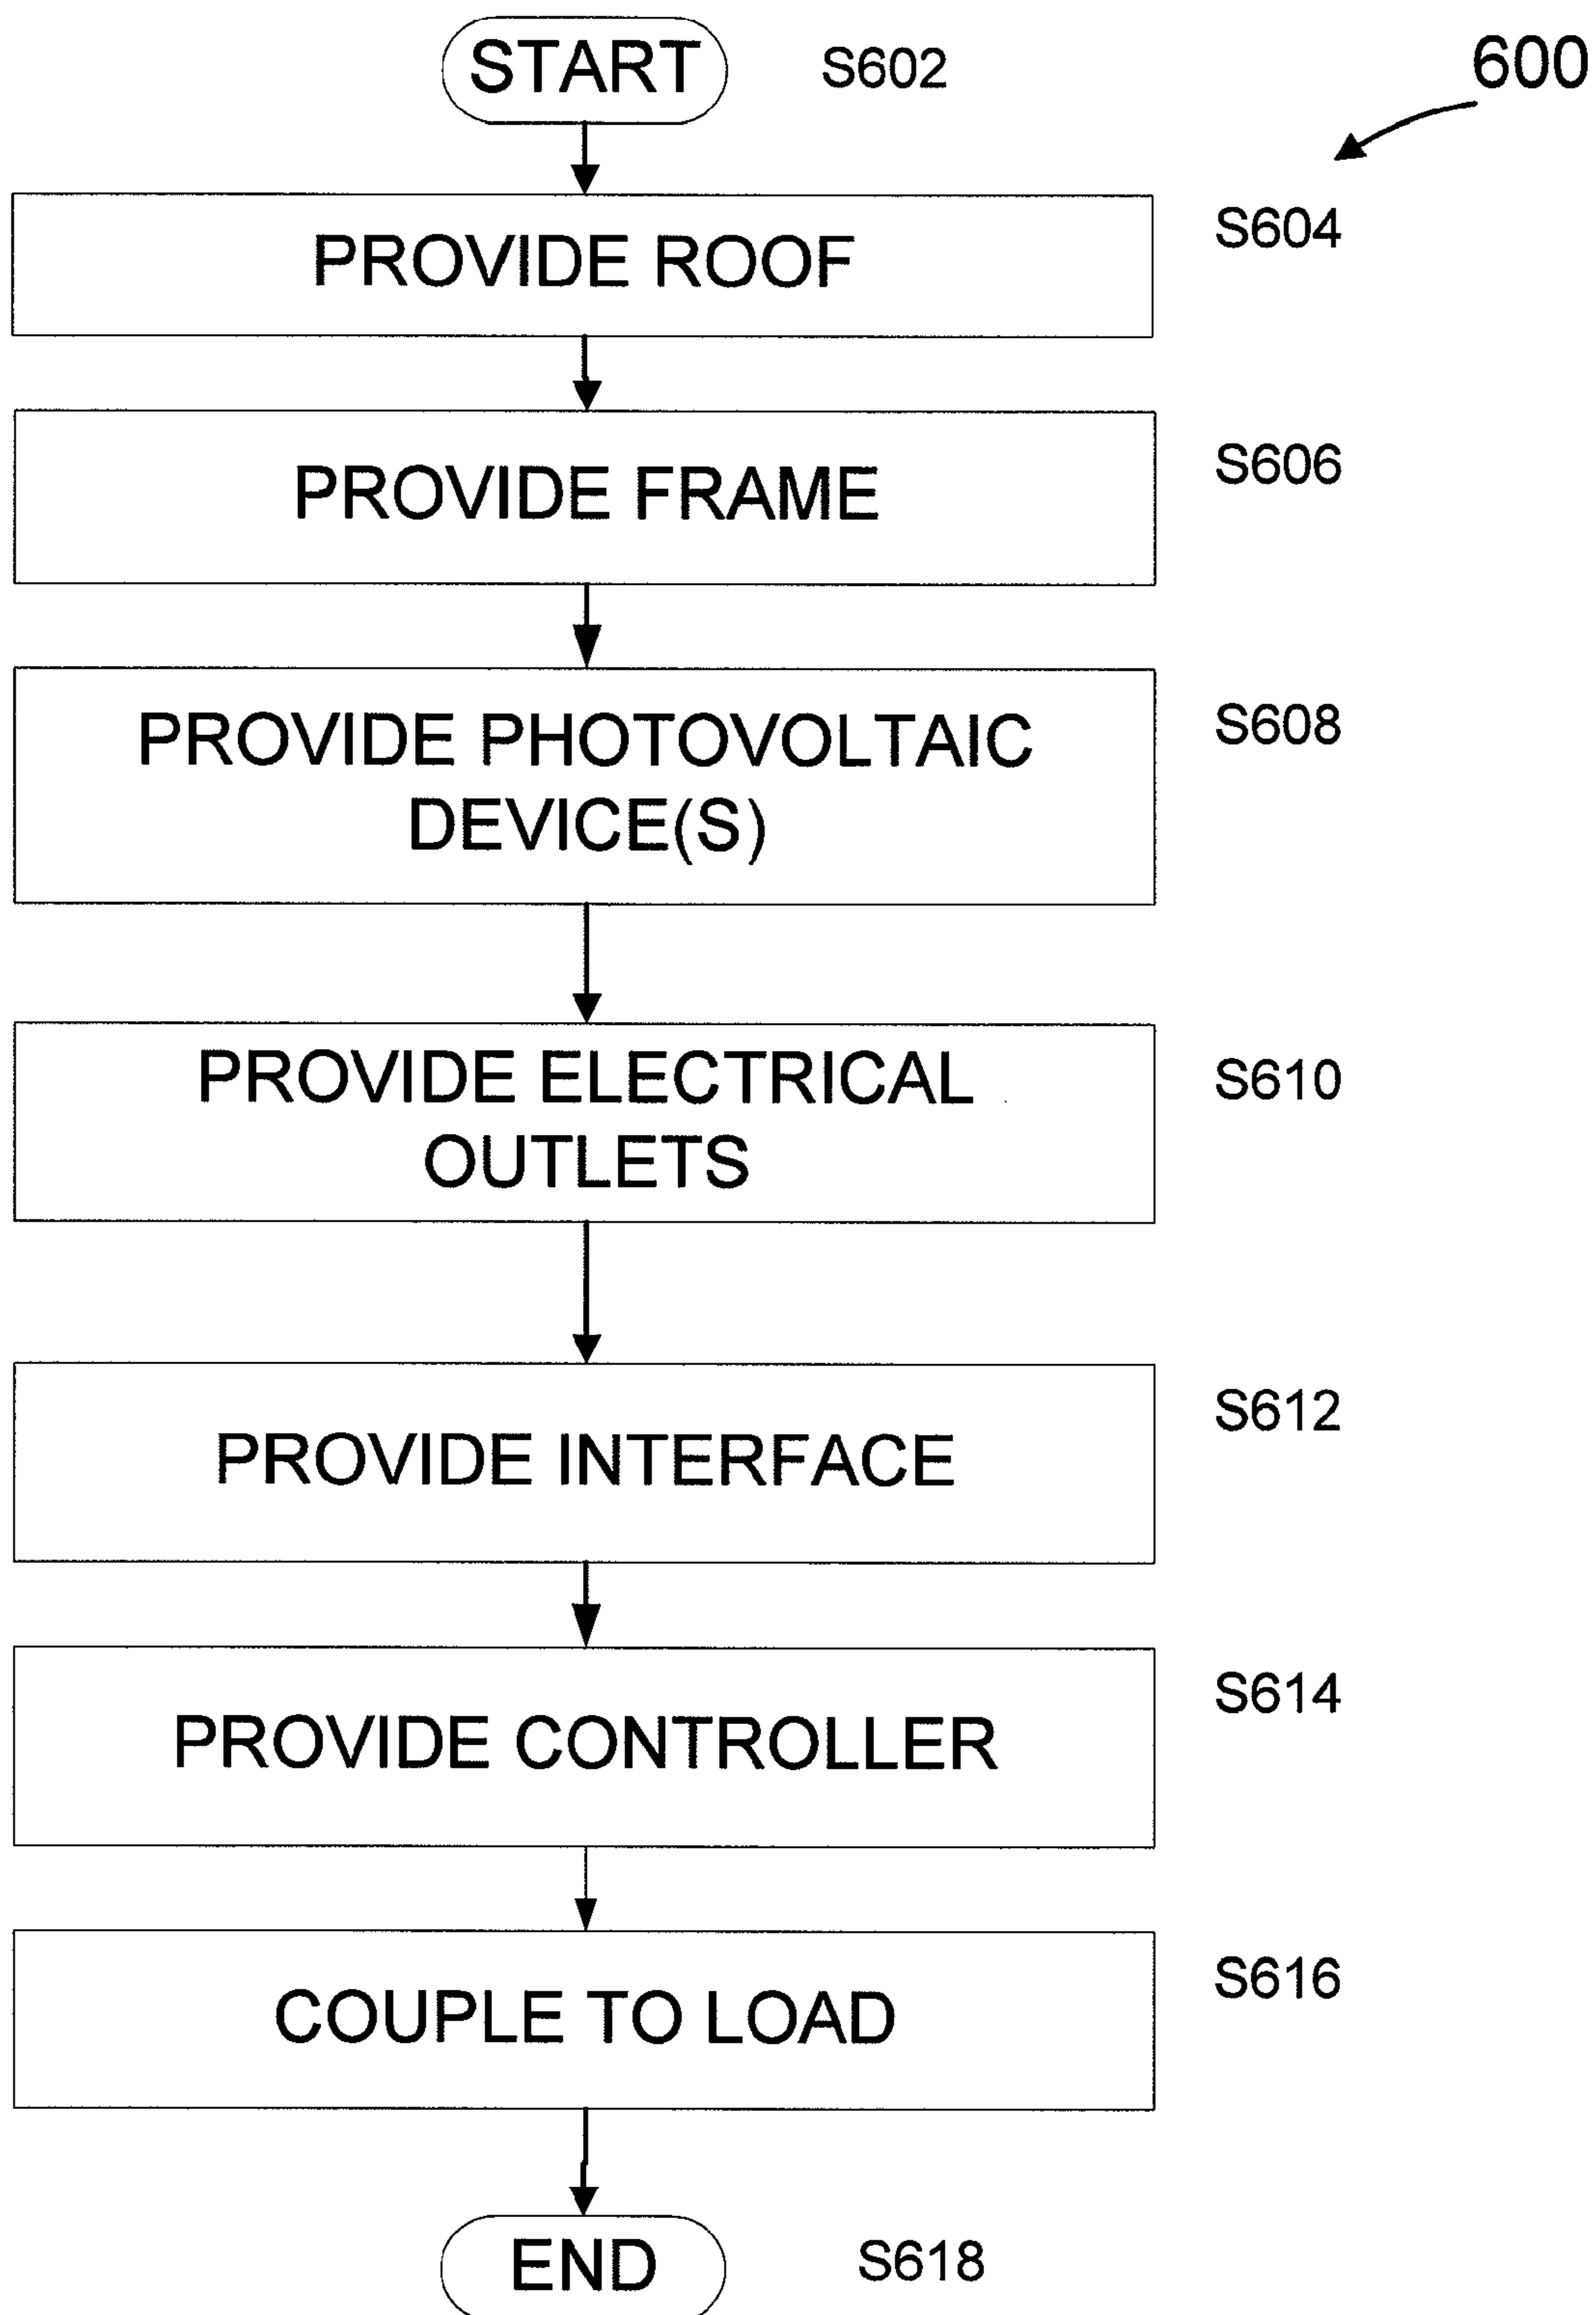 START
S602
600
PROVIDE ROOF
S604
PROVIDE FRAME
S606
PROVIDE PHOTOVOLTAIC
DEVICE(S)
S608
PROVIDE ELECTRICAL
OUTLETS
S610
PROVIDE INTERFACE
S612
PROVIDE CONTROLLER
S614
COUPLE TO LOAD
S616
END
S618